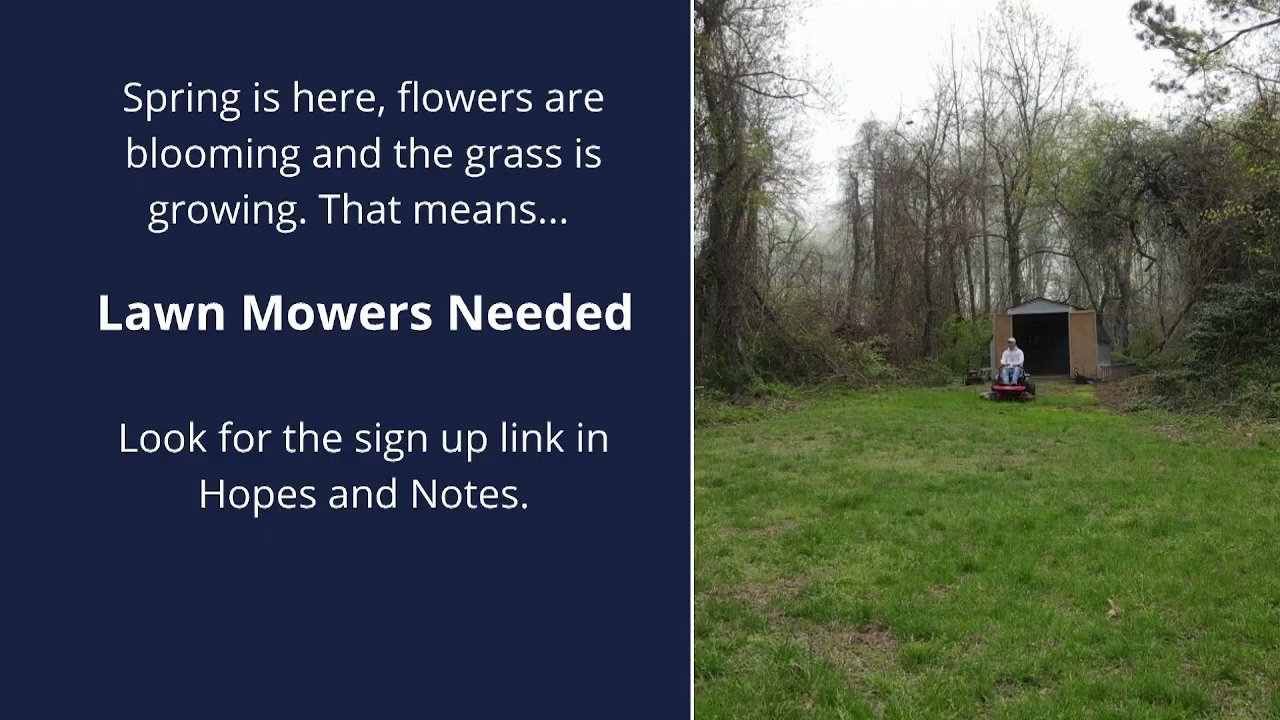 Spring is here, flowers are
blooming and the grass is
growing. That means...
Lawn Mowers Needed
Look for the sign up link in
Hopes and Notes.